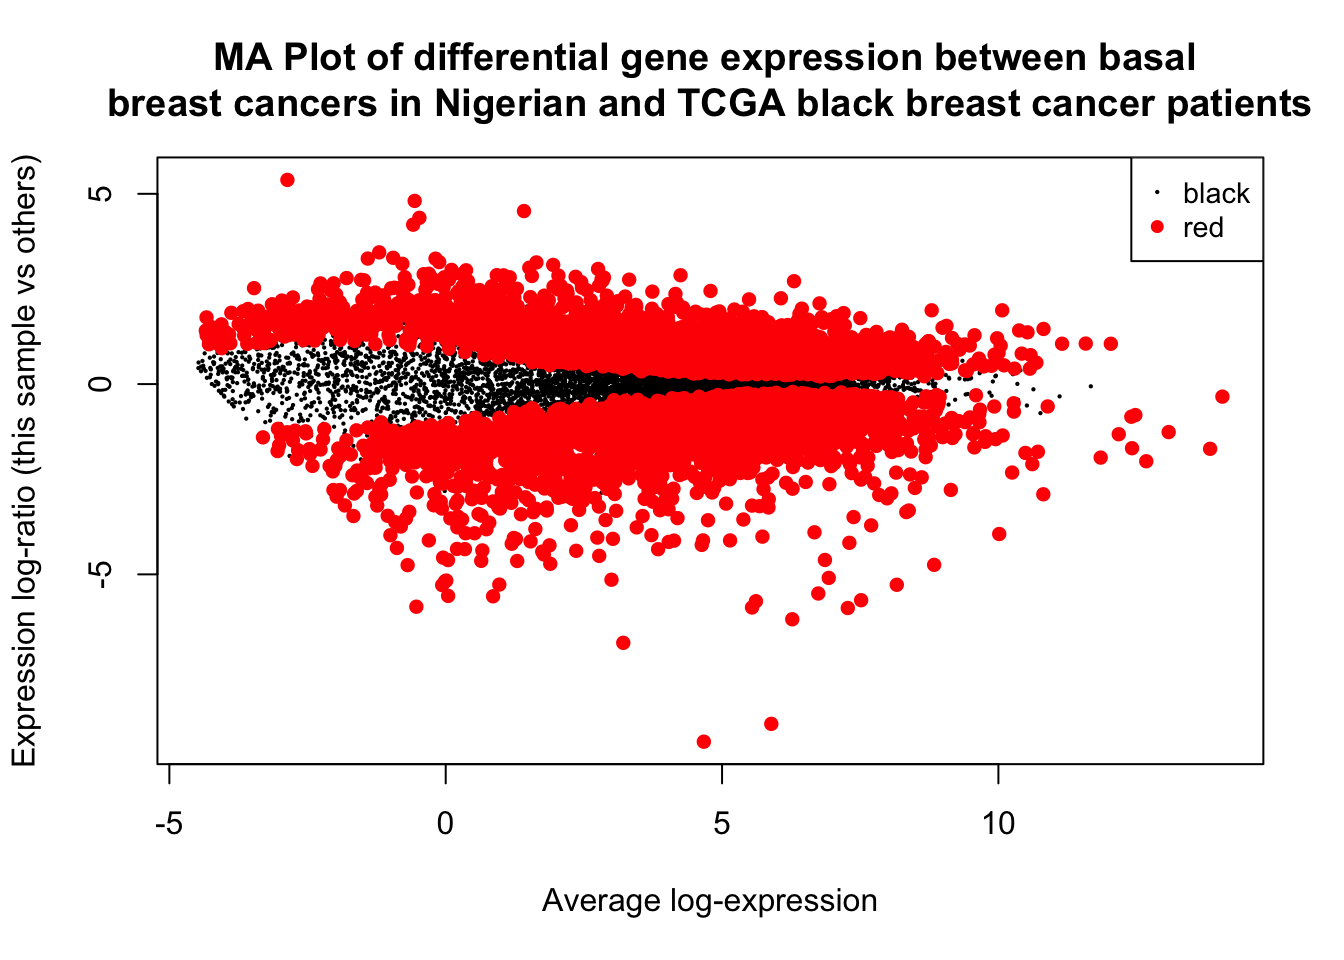 MA Plot of differential gene expression between basal
breast cancers in Nigerian and TCGA black breast cancer patients
Expression log-ratio (this sample vs others)
5
0
-5
black
red
-5
0
5
10
Average log-expression